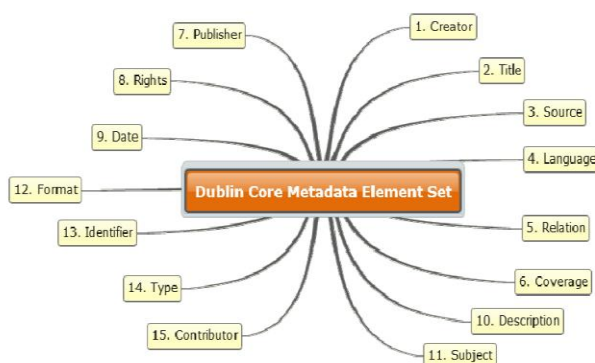 7. Publisher
1. Creator
2. Title
8. Rights
3. Source
9. Date
4. Language
12. Format
Dublin Core Metadata Element Set
13. Identifier
5. Relation
14. Type
6. Coverage
15. Contributor
10. Description
11. Subject